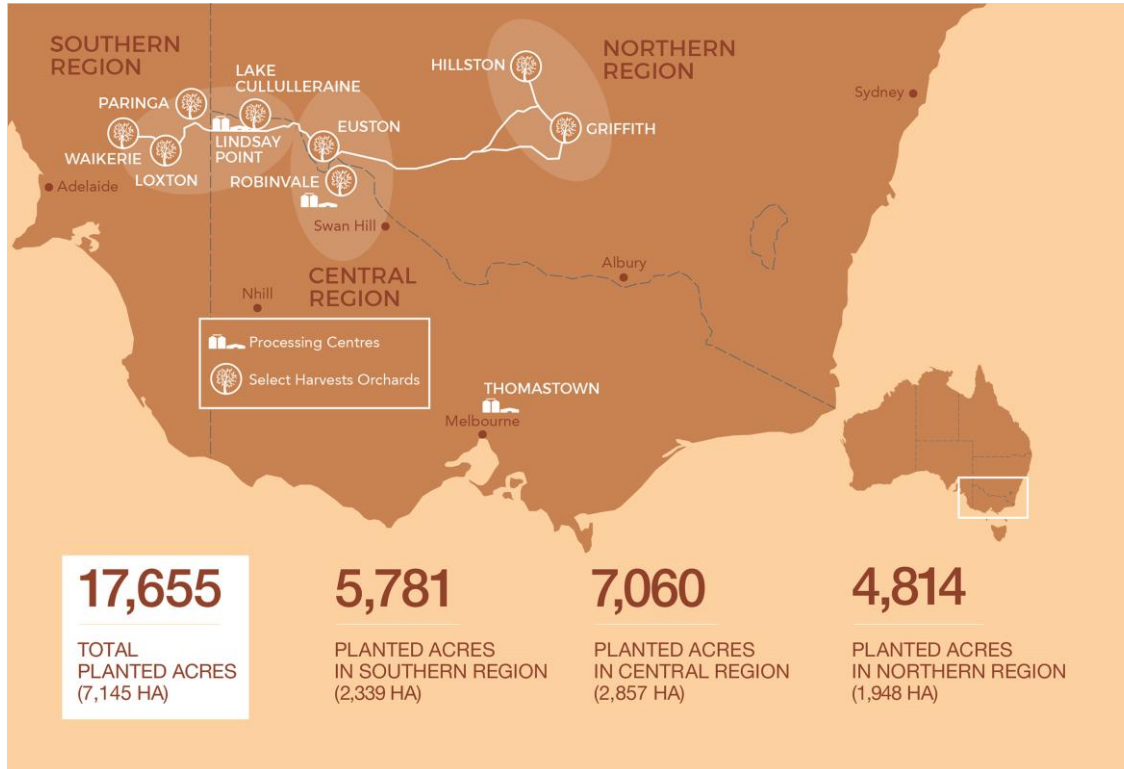 SOUTHERN
REGION
NORTHERN
REGION
HILLSTON
LAKE
CULLULLERAINE
PARINGA
Sydney
EUSTON
GRIFFITH
WAIKERIE
LINDSAY
POINT
LOXTON
ROBINVALE
Adelaide
Swan Hill
CENTRAL
REGION
Albury
Nhill
Processing Centres
Select Harvests Orchards
THOMASTOWN
Melbourne
17,655
TOTAL
PLANTED ACRES
(7,145 HA)
5,781
PLANTED ACRES
IN SOUTHERN REGION
(2,339 HA)
7,060
PLANTED ACRES
IN CENTRAL REGION
(2,857 HA)
4,814
PLANTED ACRES
IN NORTHERN REGION
(1,948 HA)